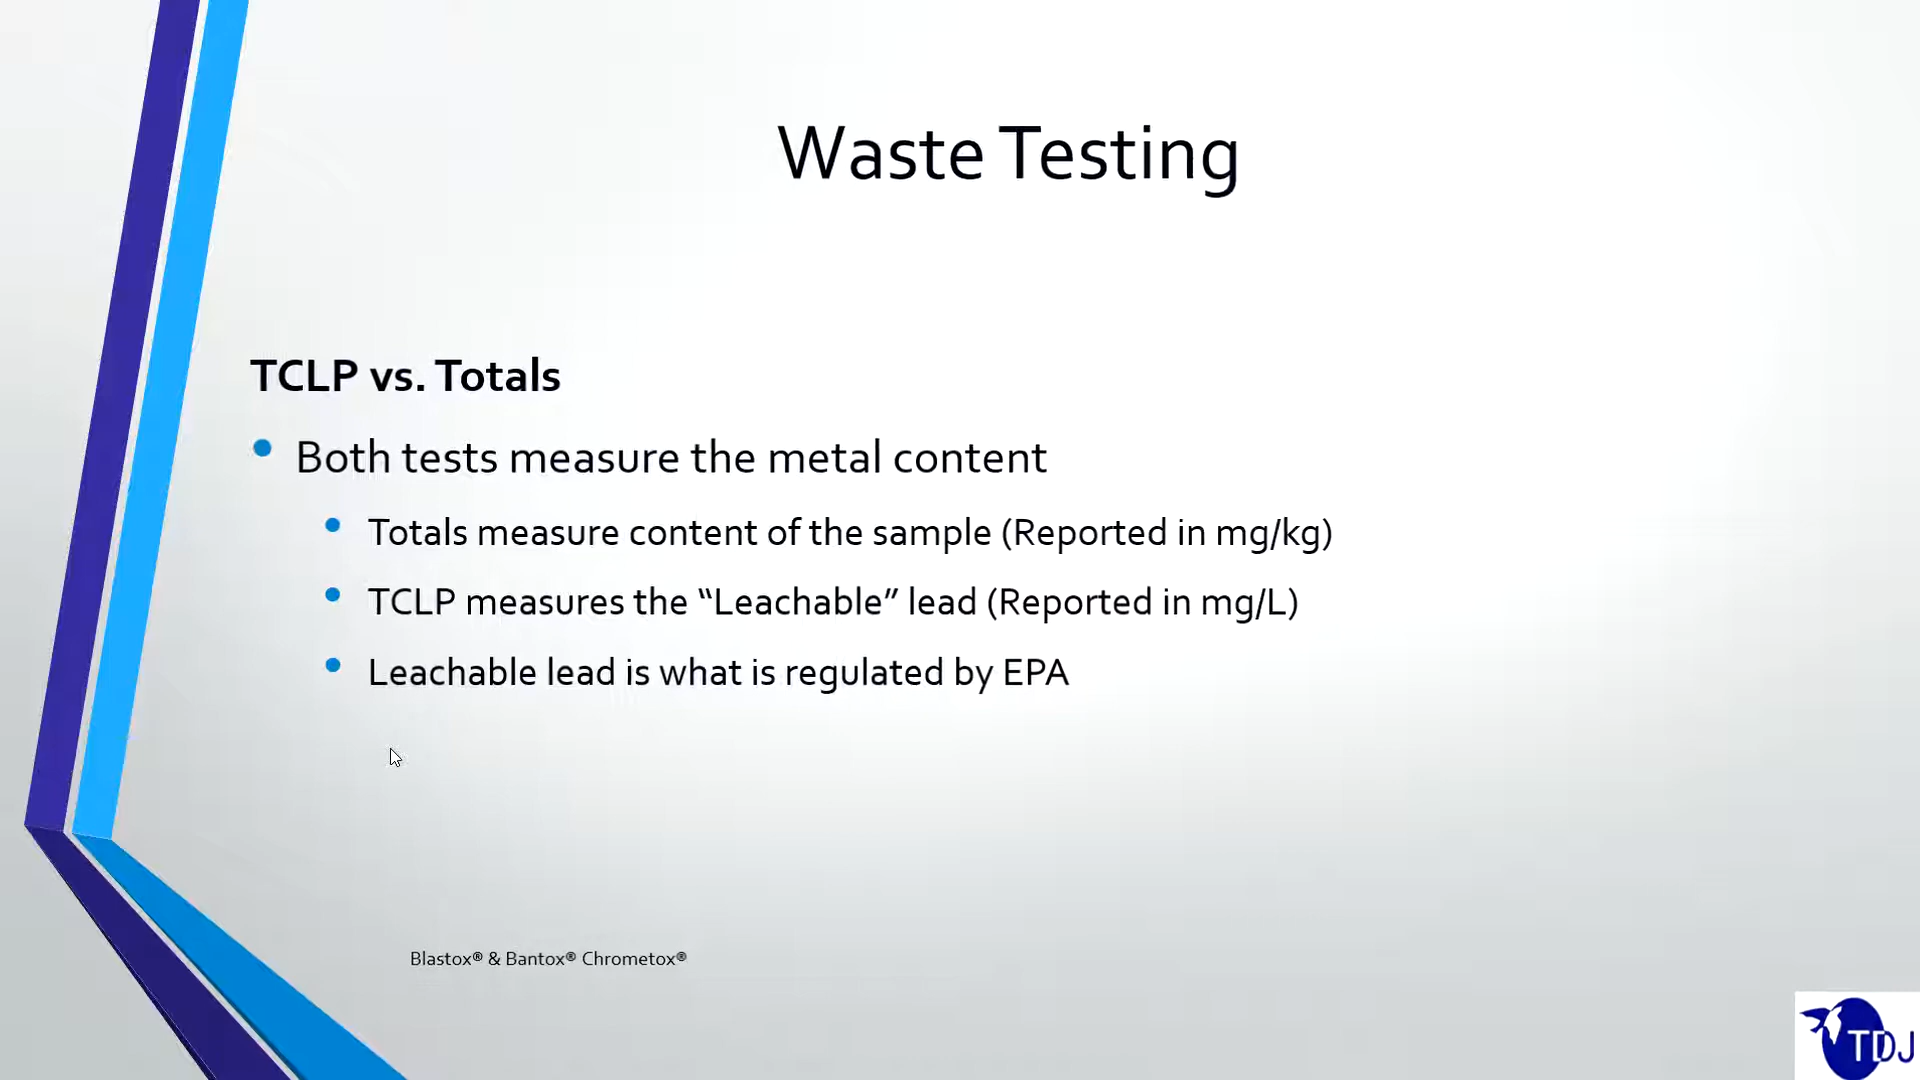 Waste Testing
TCLP vs. Totals
Both tests measure the metal content
Totals measure content of the sample (Reported in mg/kg)
TCLP measures the “Leachable” lead (Reported in mg/L)
Leachable lead is what is regulated by EPA
Blastox® & Bantox® Chrometox®
TDJ